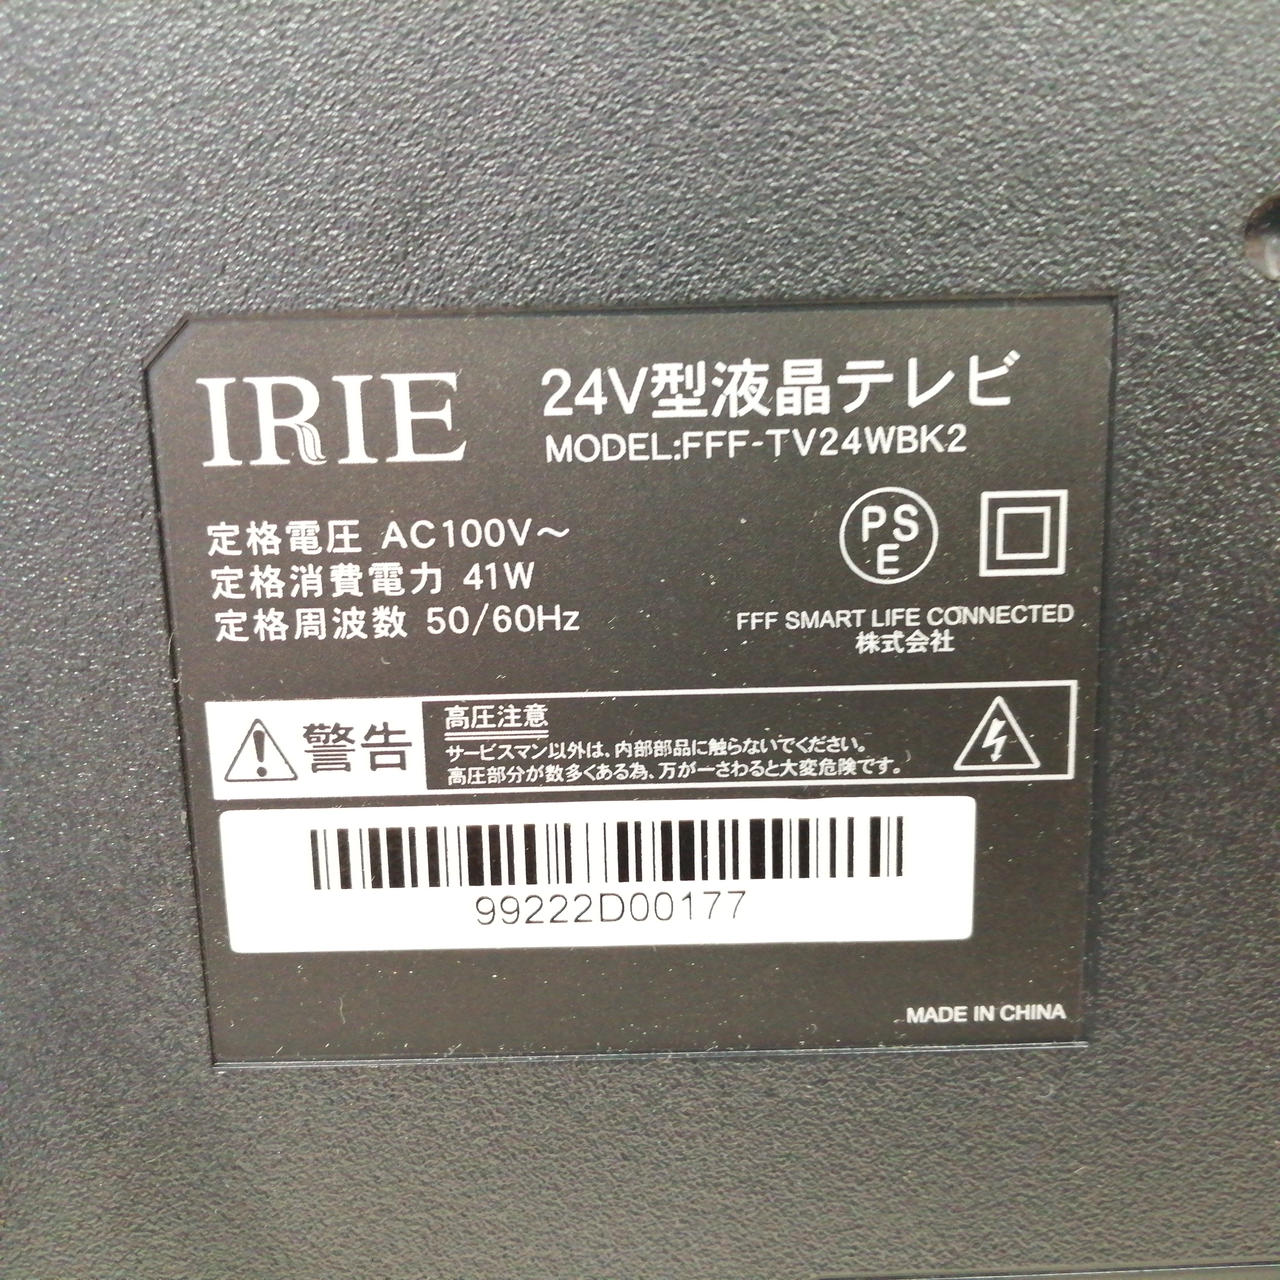 IRIE
24V型液晶テレビ
MODEL:FFF-TV24WBK2
定格電圧 AC100V～
定格消費電力 41W
定格周波数 50/60Hz
PS
E
FFF SMART LIFE CONNECTED
株式会社
警告
高圧注意
サービスマン以外は、内部部品に触らないでください。
高圧部分が数多くある為、万が一さわると大変危険です。
99222D00177
MADE IN CHINA